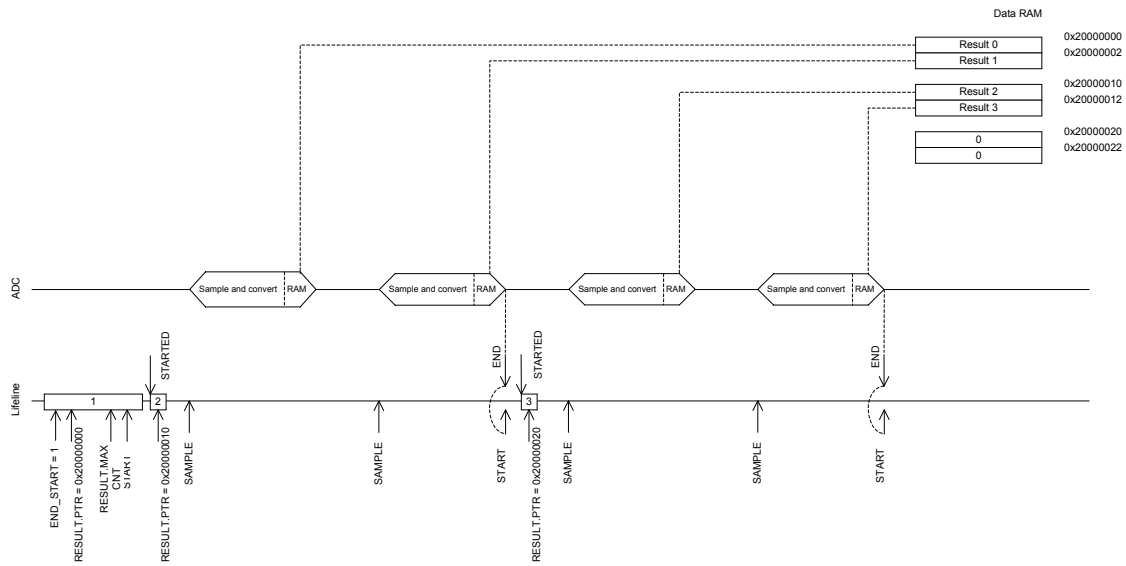 Data RAM
Result 0
0x20000000
Result 1
0x20000002
Result 2
0x20000010
Result 3
0x20000012
0
0x20000020
0
0x20000022
ADC
Sample and convert
RAM
Sample and convert
RAM
Sample and convert
RAM
Sample and convert
RAM
Lifeline
STARTED
END
STARTED
END
1
2
3
END_START = 1
RESULT.PTR = 0x20000000
RESULT.MAX
CNT
START
RESULT.PTR = 0x20000010
SAMPLE
SAMPLE
START
RESULT.PTR = 0x20000020
SAMPLE
SAMPLE
START